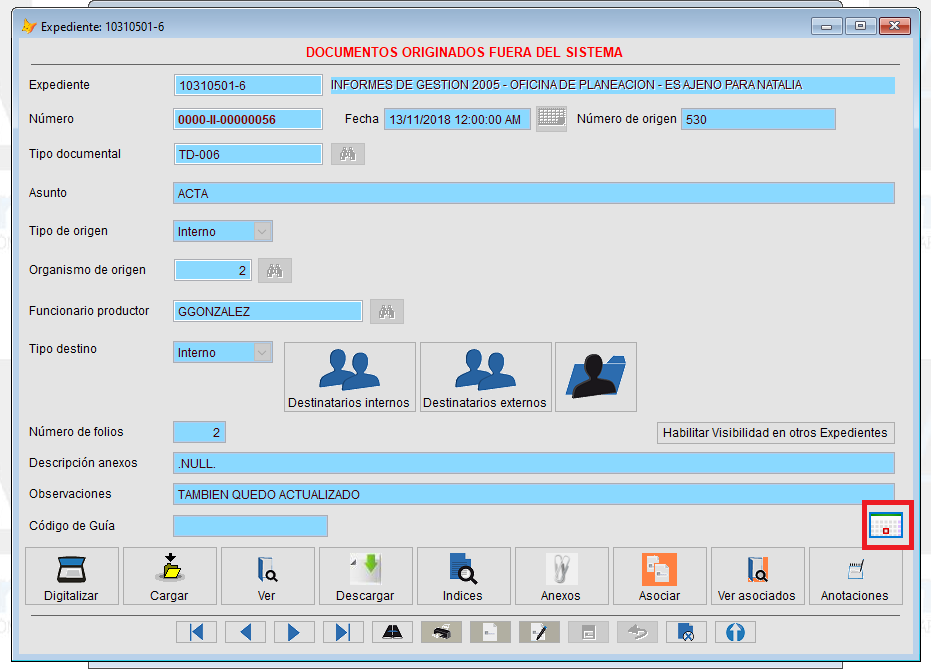 Expediente: 10310501-6
DOCUMENTOS ORIGINADOS FUERA DEL SISTEMA
Expediente 10310501-6 INFORMES DE GESTION 2005 - OFICINA DE PLANEACION - ES AJENO PARA NATALIA
Número 0000-II-00000056 Fecha 13/11/2018 12:00:00 AM Número de origen 530
Tipo documental TD-006
Asunto ACTA
Tipo de origen Interno
Organismo de origen 2
Funcionario productor GGONZALEZ
Tipo destino Interno
Destinatarios internos Destinatarios externos
Número de folios 2 Habilitar Visibilidad en otros Expedientes
Descripción anexos .NULL.
Observaciones TAMBIEN QUEDO ACTUALIZADO
Código de Guía
Digitalizar Cargar Ver Descargar Indices Anexos Asociar Ver asociados Anotaciones